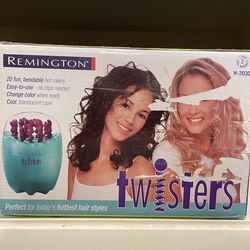 REMINGTON®
20 fun, bendable hot rollers
Easy-to-use - no clips needed
Change color when ready
Cool, translucent case
H-2030
twisters
twisters
Perfect for today's hottest hair styles